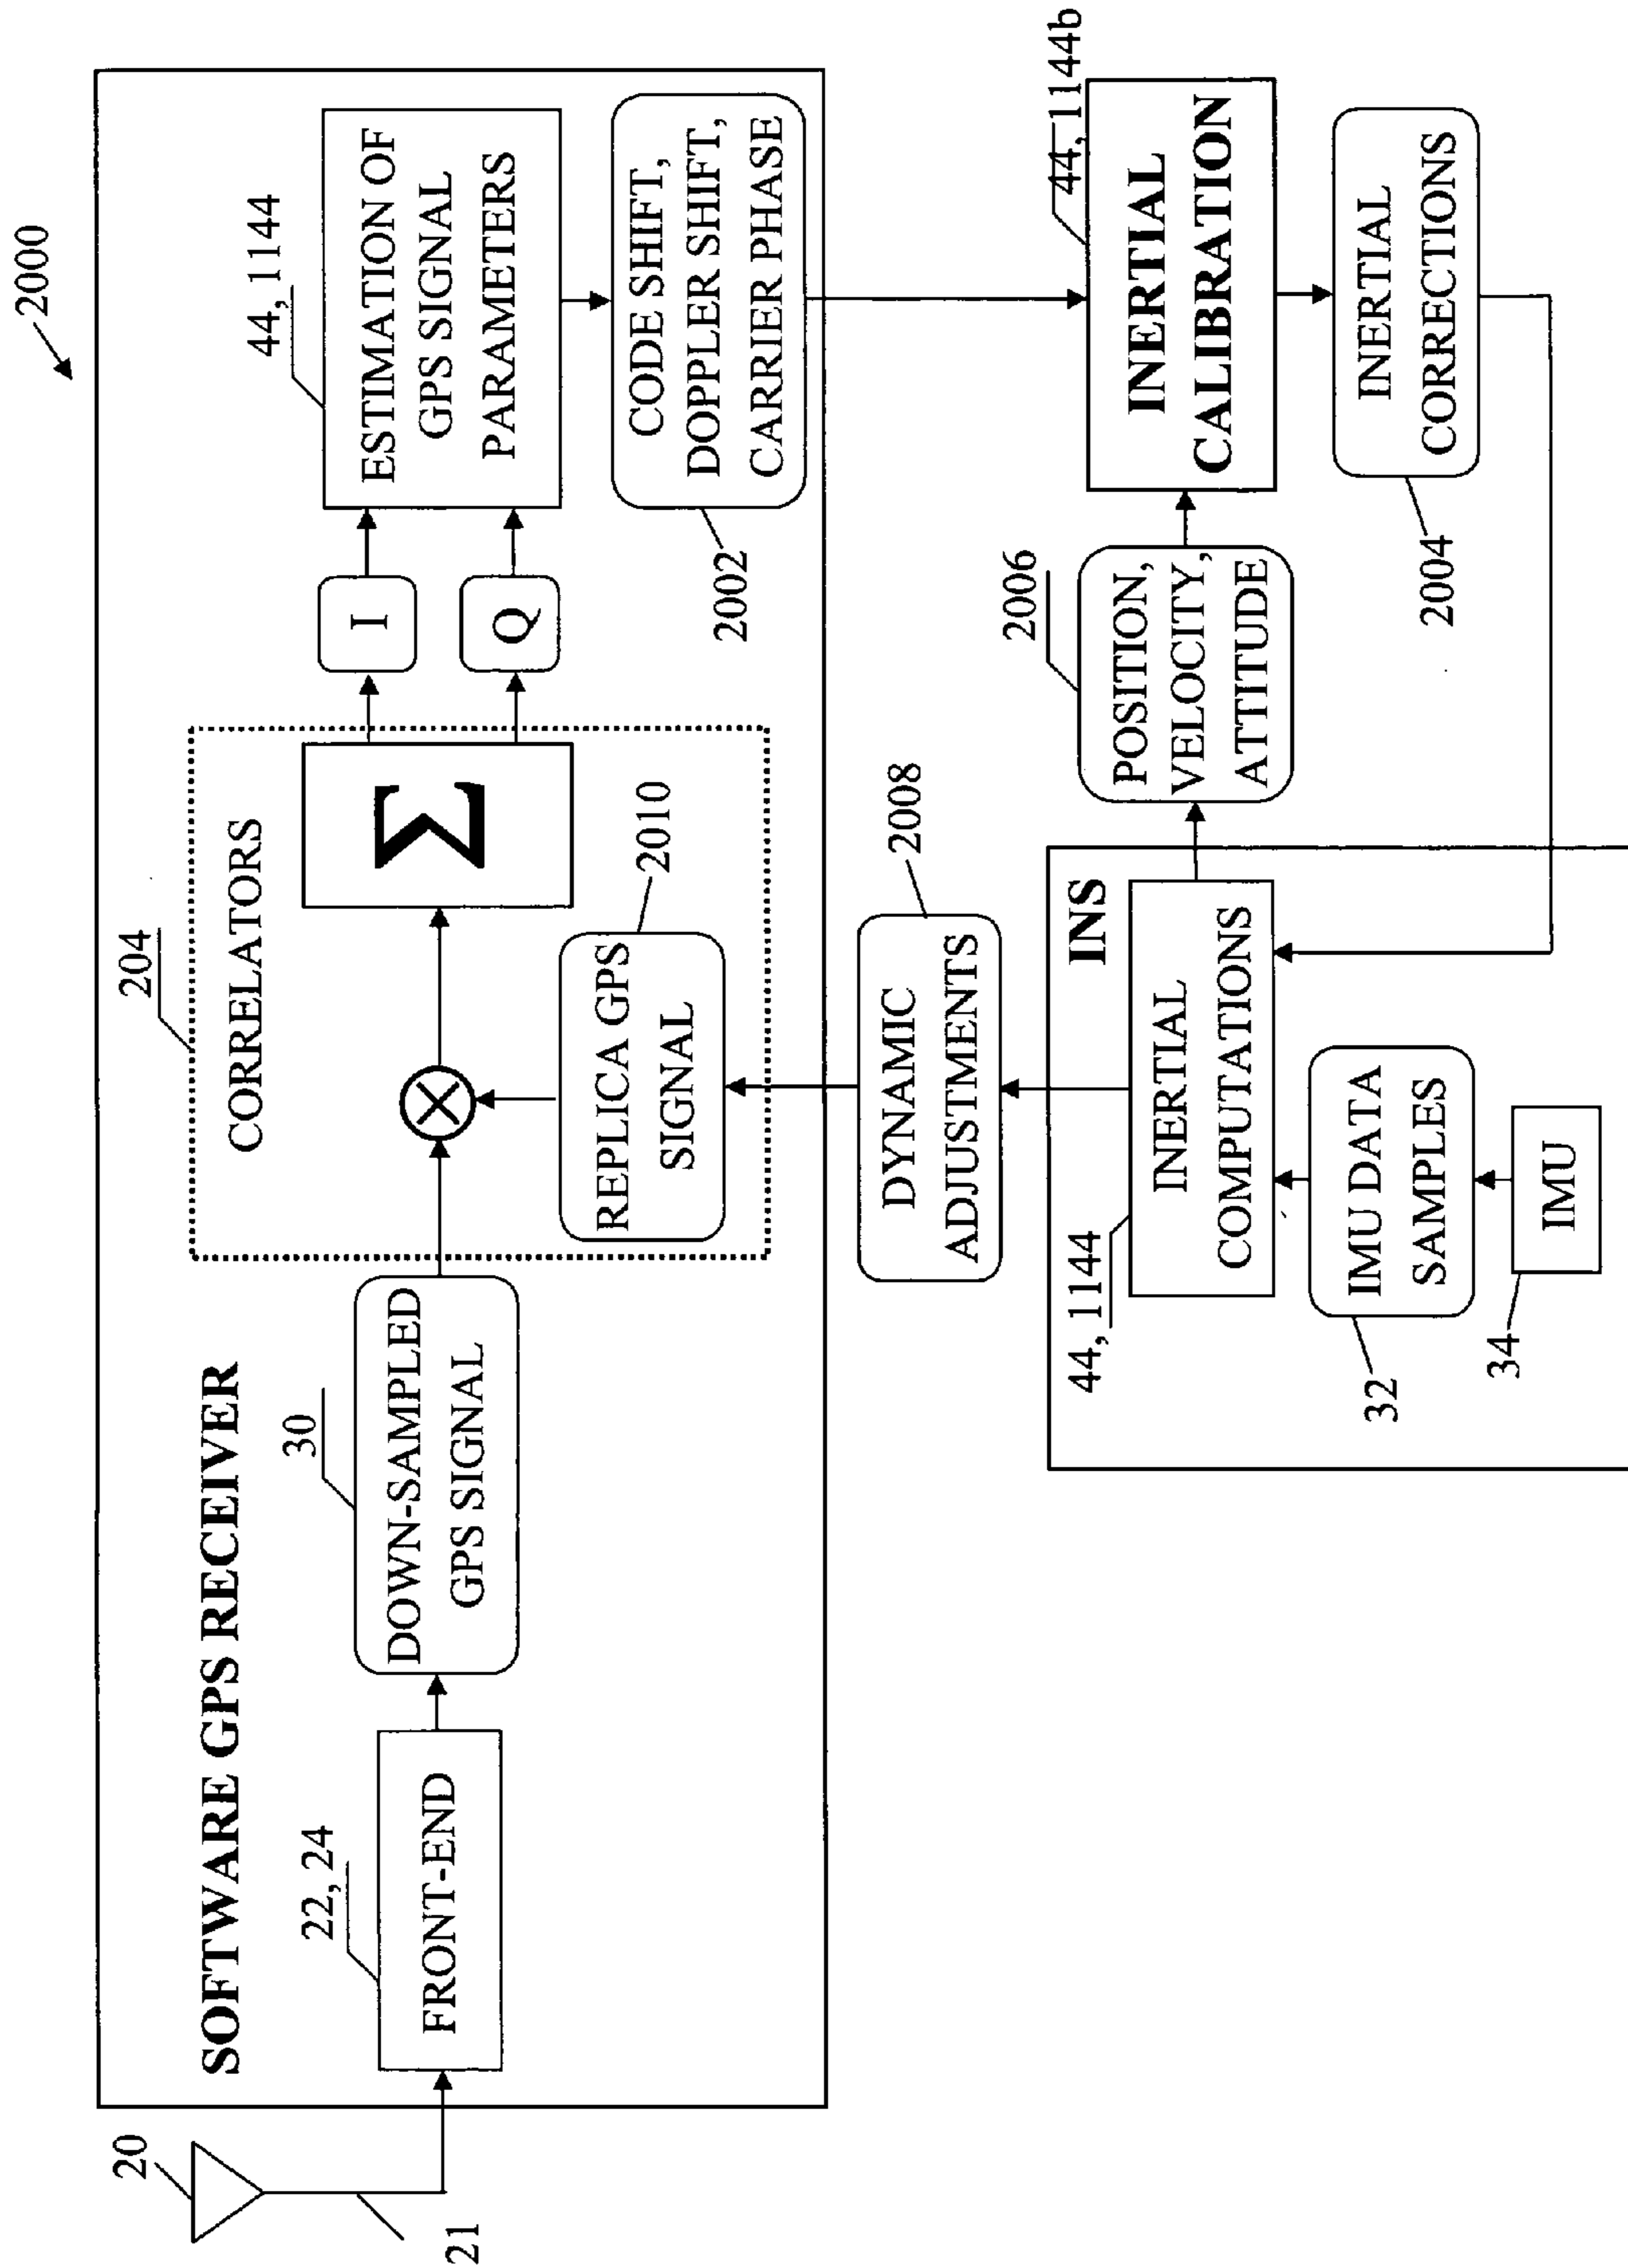 2000
SOFTWARE GPS RECEIVER
20
21
22, 24
FRONT-END
30
DOWN-SAMPLED
GPS SIGNAL
204
CORRELATORS
Σ
REPLICA GPS
SIGNAL
2010
I
Q
44, 1144
ESTIMATION OF
GPS SIGNAL
PARAMETERS
CODE SHIFT,
DOPPLER SHIFT,
CARRIER PHASE
2002
DYNAMIC
ADJUSTMENTS
2008
INS
44, 1144
INERTIAL
COMPUTATIONS
IMU DATA
SAMPLES
32
IMU
34
2006
POSITION,
VELOCITY,
ATTITUDE
44, 1144b
INERTIAL
CALIBRATION
INERTIAL
CORRECTIONS
2004